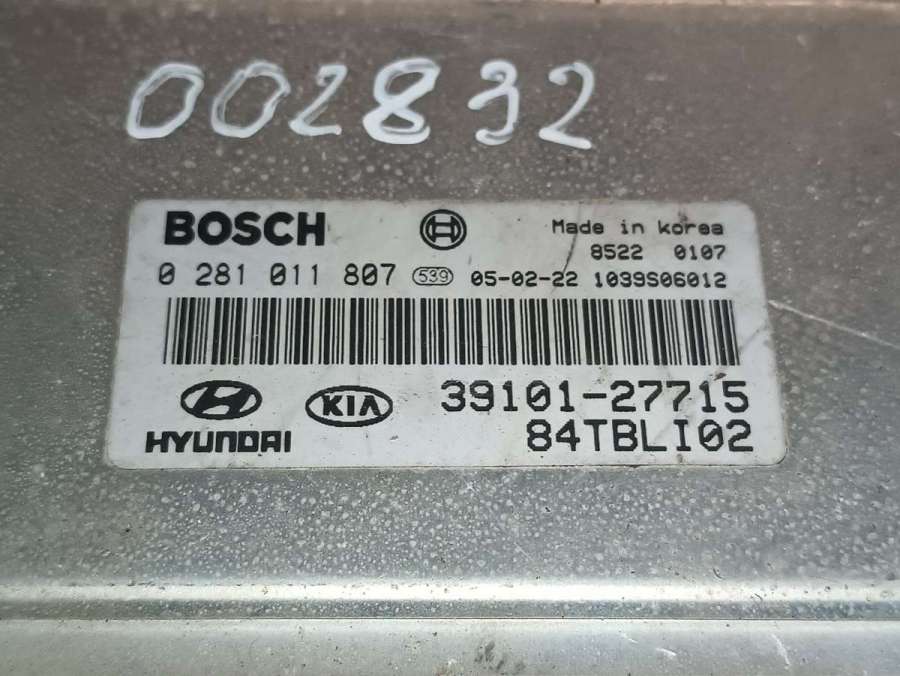 002832
BOSCH Made in Korea
8522 0107
0 281 011 807 539 05-02-22 1039S06012
HYUNDAI KIA 39101-27715
84TBLI02